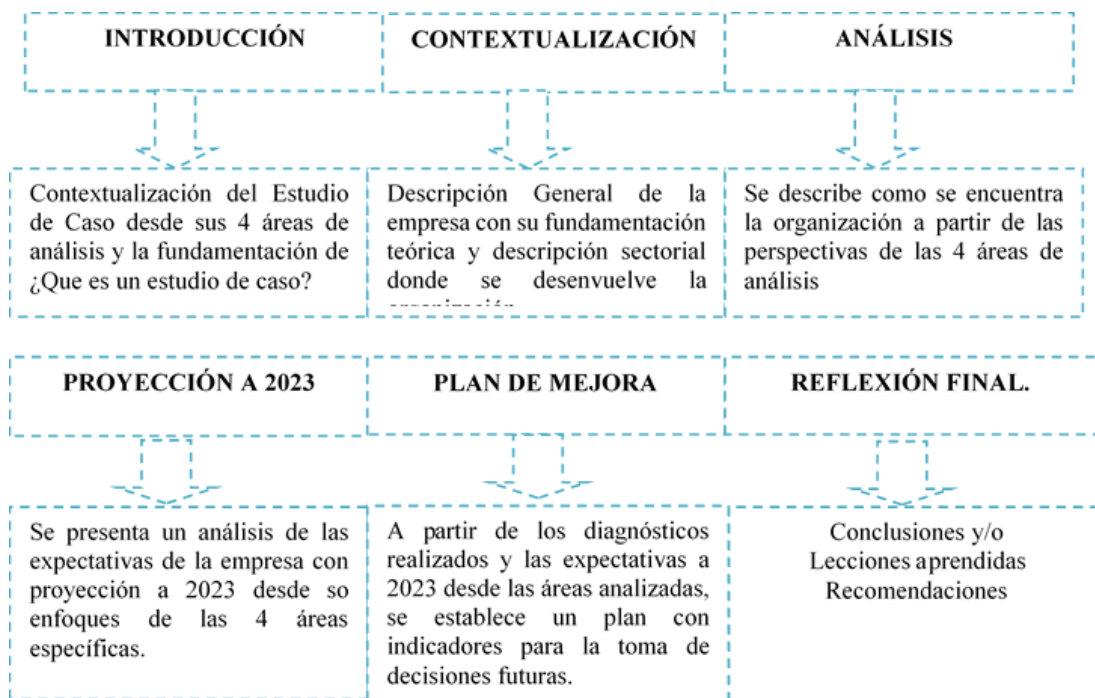 INTRODUCCIÓN
Contextualización del Estudio
de Caso desde sus 4 áreas de
análisis y la fundamentación de
¿Que es un estudio de caso?
CONTEXTUALIZACIÓN
Descripción General de la
empresa con su fundamentación
teórica y descripción sectorial
donde se desenvuelve la
organización
ANÁLISIS
Se describe como se encuentra
la organización a partir de las
perspectivas de las 4 áreas de
análisis
PROYECCIÓN A 2023
Se presenta un análisis de las
expectativas de la empresa con
proyección a 2023 desde so
enfoques de las 4 áreas
específicas.
PLAN DE MEJORA
A partir de los diagnósticos
realizados y las expectativas a
2023 desde las áreas analizadas,
se establece un plan con
indicadores para la toma de
decisiones futuras.
REFLEXIÓN FINAL.
Conclusiones y/o
Lecciones aprendidas
Recomendaciones